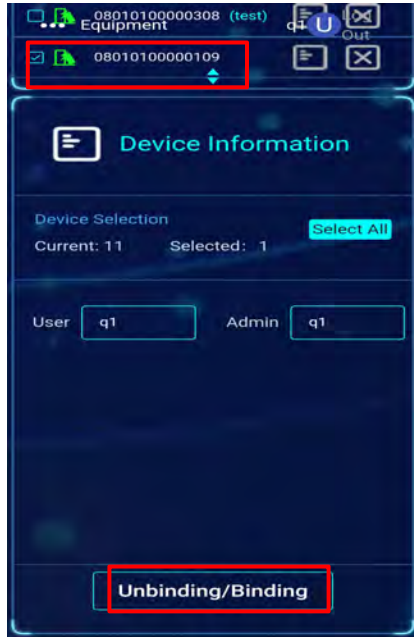 08010100000308 (test)
Equipment
q1 U
Out
08010100000109
Device Information
Device Selection
Select All
Current: 11 Selected: 1
User q1 Admin q1
Unbinding/Binding